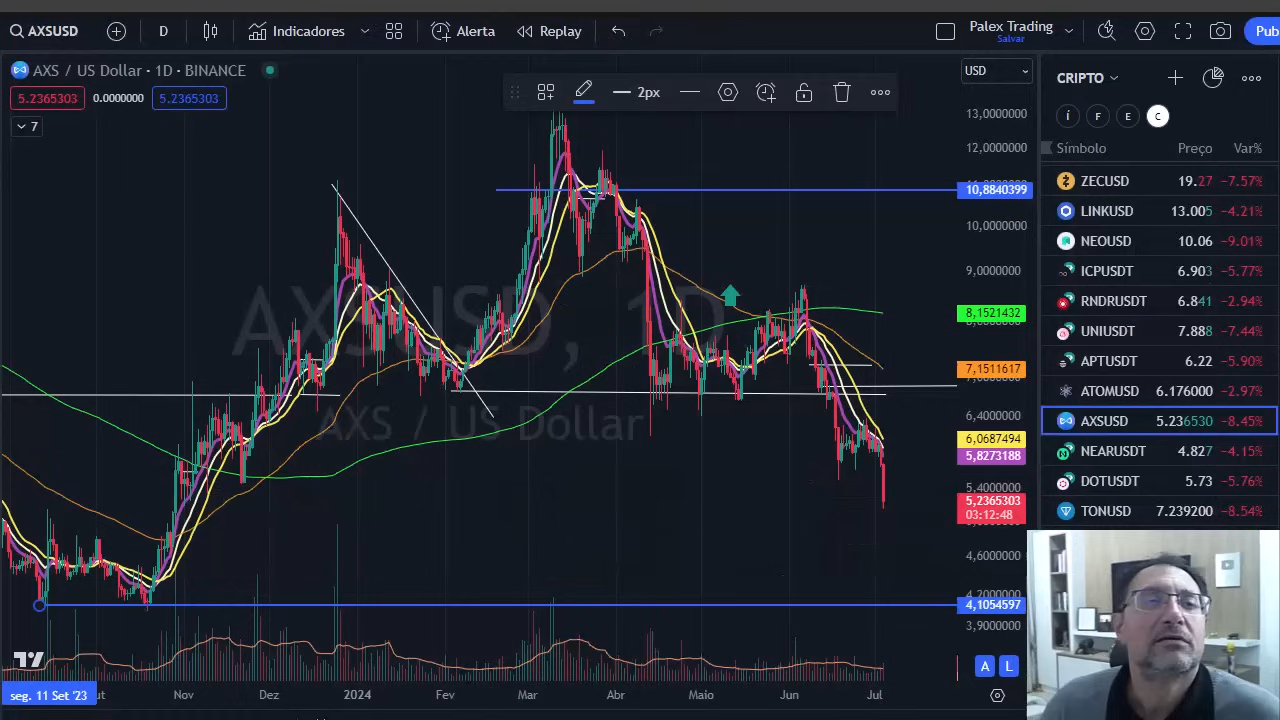 AXSUSD D Indicadores Alerta Replay Palex Trading Pub
Salvar
AXS / US Dollar · 1D · BINANCE
5.2365303 0.0000000 5.2365303
7
2px
USD
13,0000000
12,0000000
10,8840399
10,0000000
9,0000000
8,1521432
7,1511617
6,4000000
6,0687494
5,8273188
5,4000000
5,2365303
03:12:48
4,6000000
4,1054597
3,9000000
AXSUSD, 1D
AXS / US Dollar
A L
seg. 11 Set '23 Nov Dez 2024 Fev Mar Abr Maio Jun Jul
CRIPTO
i F E C
Símbolo Preço Var%
ZECUSD 19.27 −7.57%
LINKUSD 13.005 −4.21%
NEOUSD 10.06 −9.01%
ICPUSDT 6.903 −5.77%
RNDRUSDT 6.841 −2.94%
UNIUSDT 7.888 −7.44%
APTUSDT 6.22 −5.90%
ATOMUSD 6.176000 −2.97%
AXSUSD 5.236530 −8.45%
NEARUSDT 4.827 −4.15%
DOTUSDT 5.73 −5.76%
TONUSD 7.239200 −8.54%